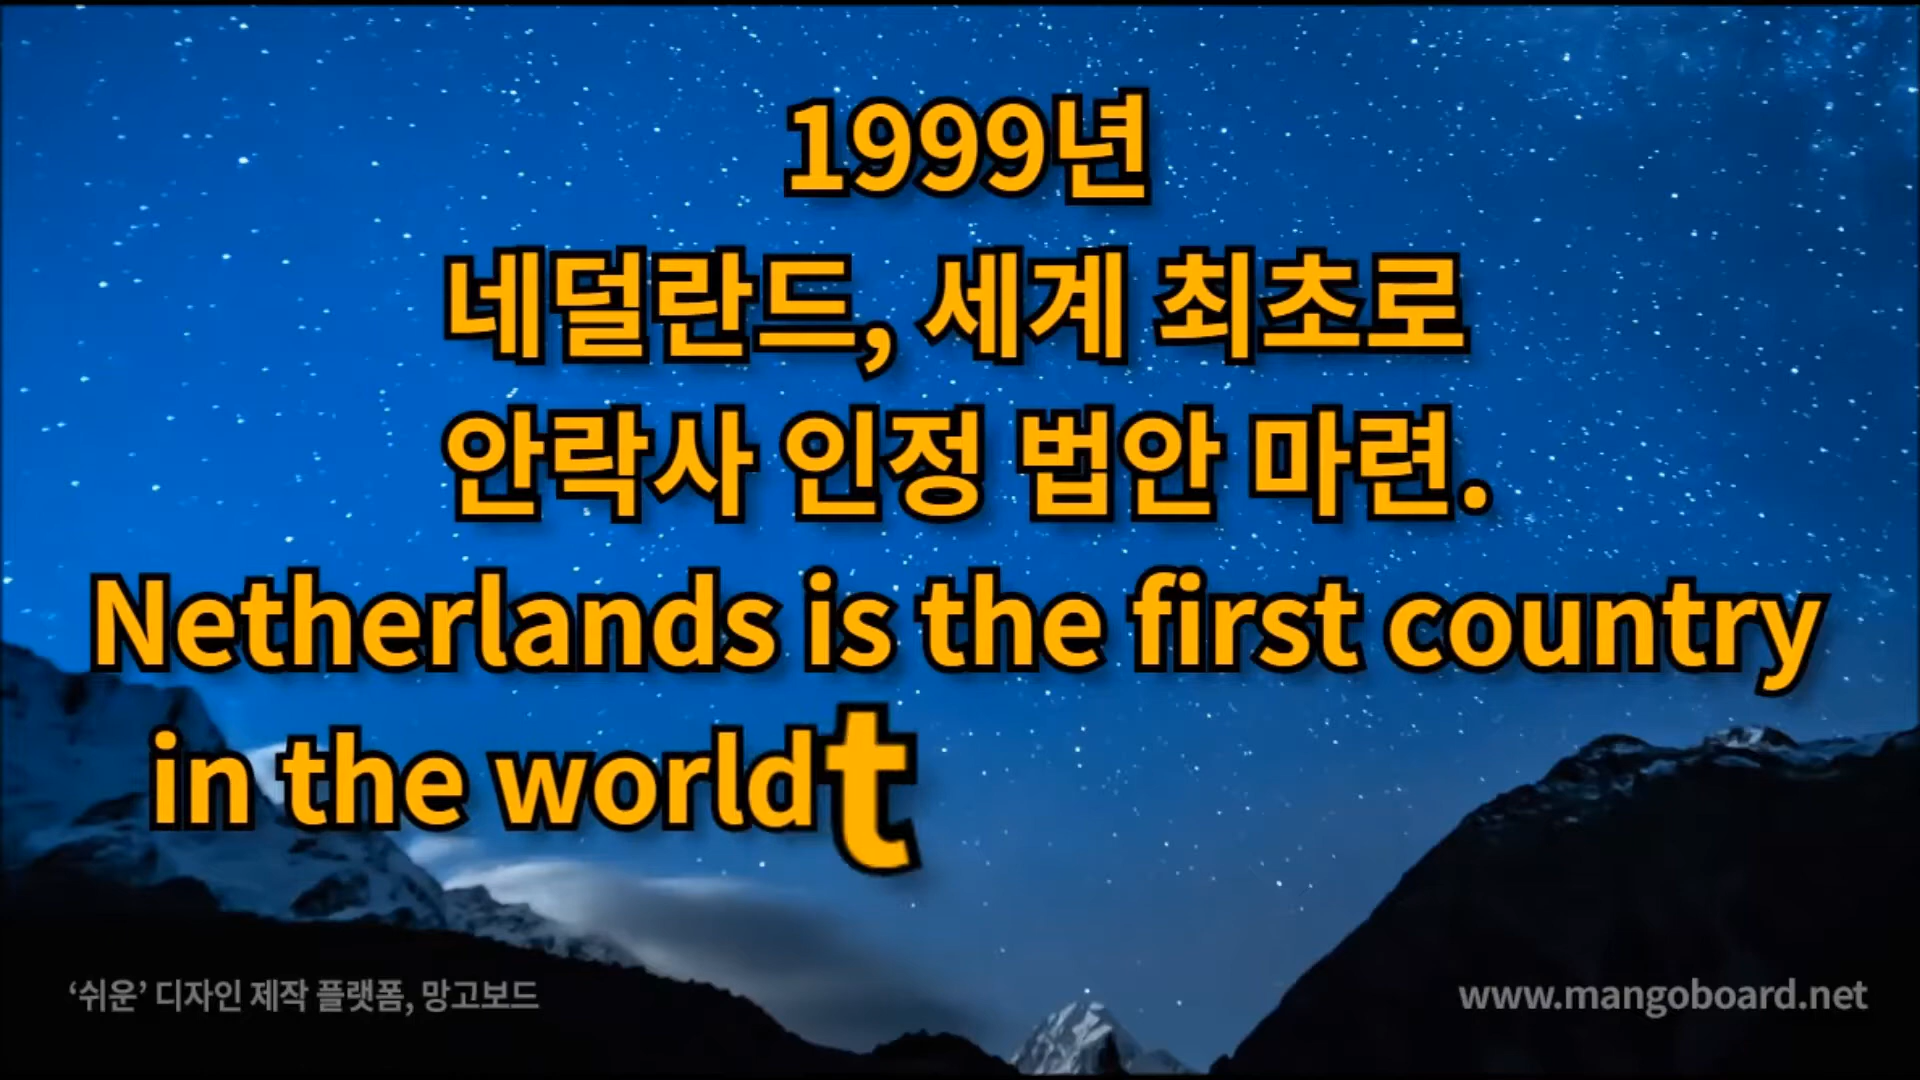 1999년
네덜란드, 세계 최초로
안락사 인정 법안 마련.
Netherlands is the first country
in the worldt
‘쉬운’ 디자인 제작 플랫폼, 망고보드
www.mangoboard.net